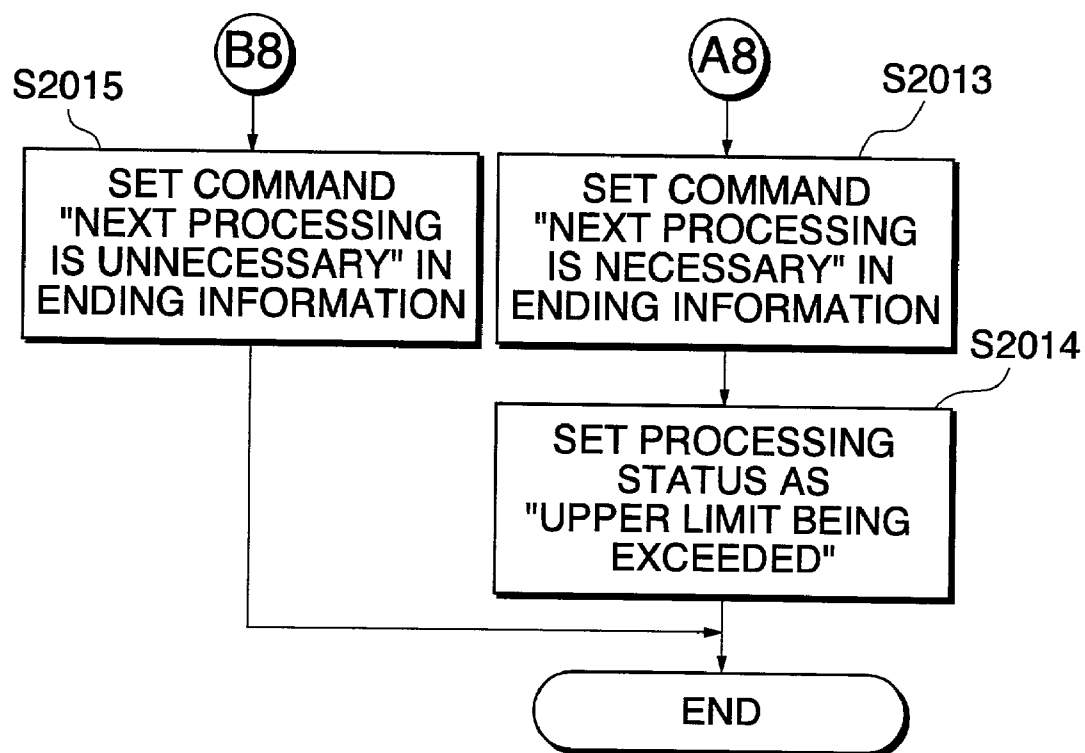 B8
A8
S2015
S2013
SET COMMAND
"NEXT PROCESSING
IS UNNECESSARY" IN
ENDING INFORMATION
SET COMMAND
"NEXT PROCESSING
IS NECESSARY" IN
ENDING INFORMATION
S2014
SET PROCESSING
STATUS AS
"UPPER LIMIT BEING
EXCEEDED"
END